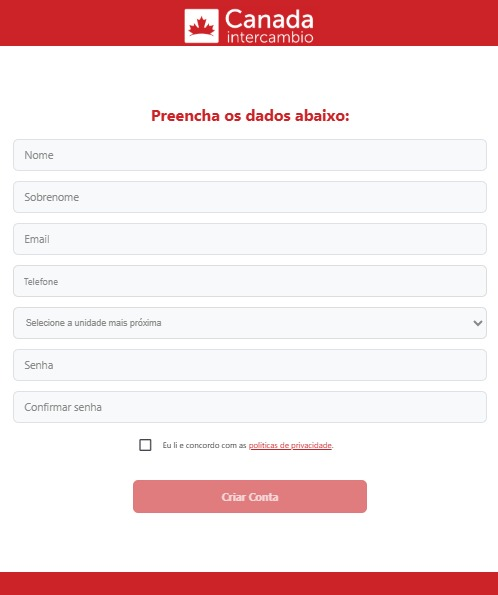 Canada
intercambio
Preencha os dados abaixo:
Nome
Sobrenome
Email
Telefone
Selecione a unidade mais próxima
Senha
Confirmar senha
Eu li e concordo com as políticas de privacidade.
Criar Conta